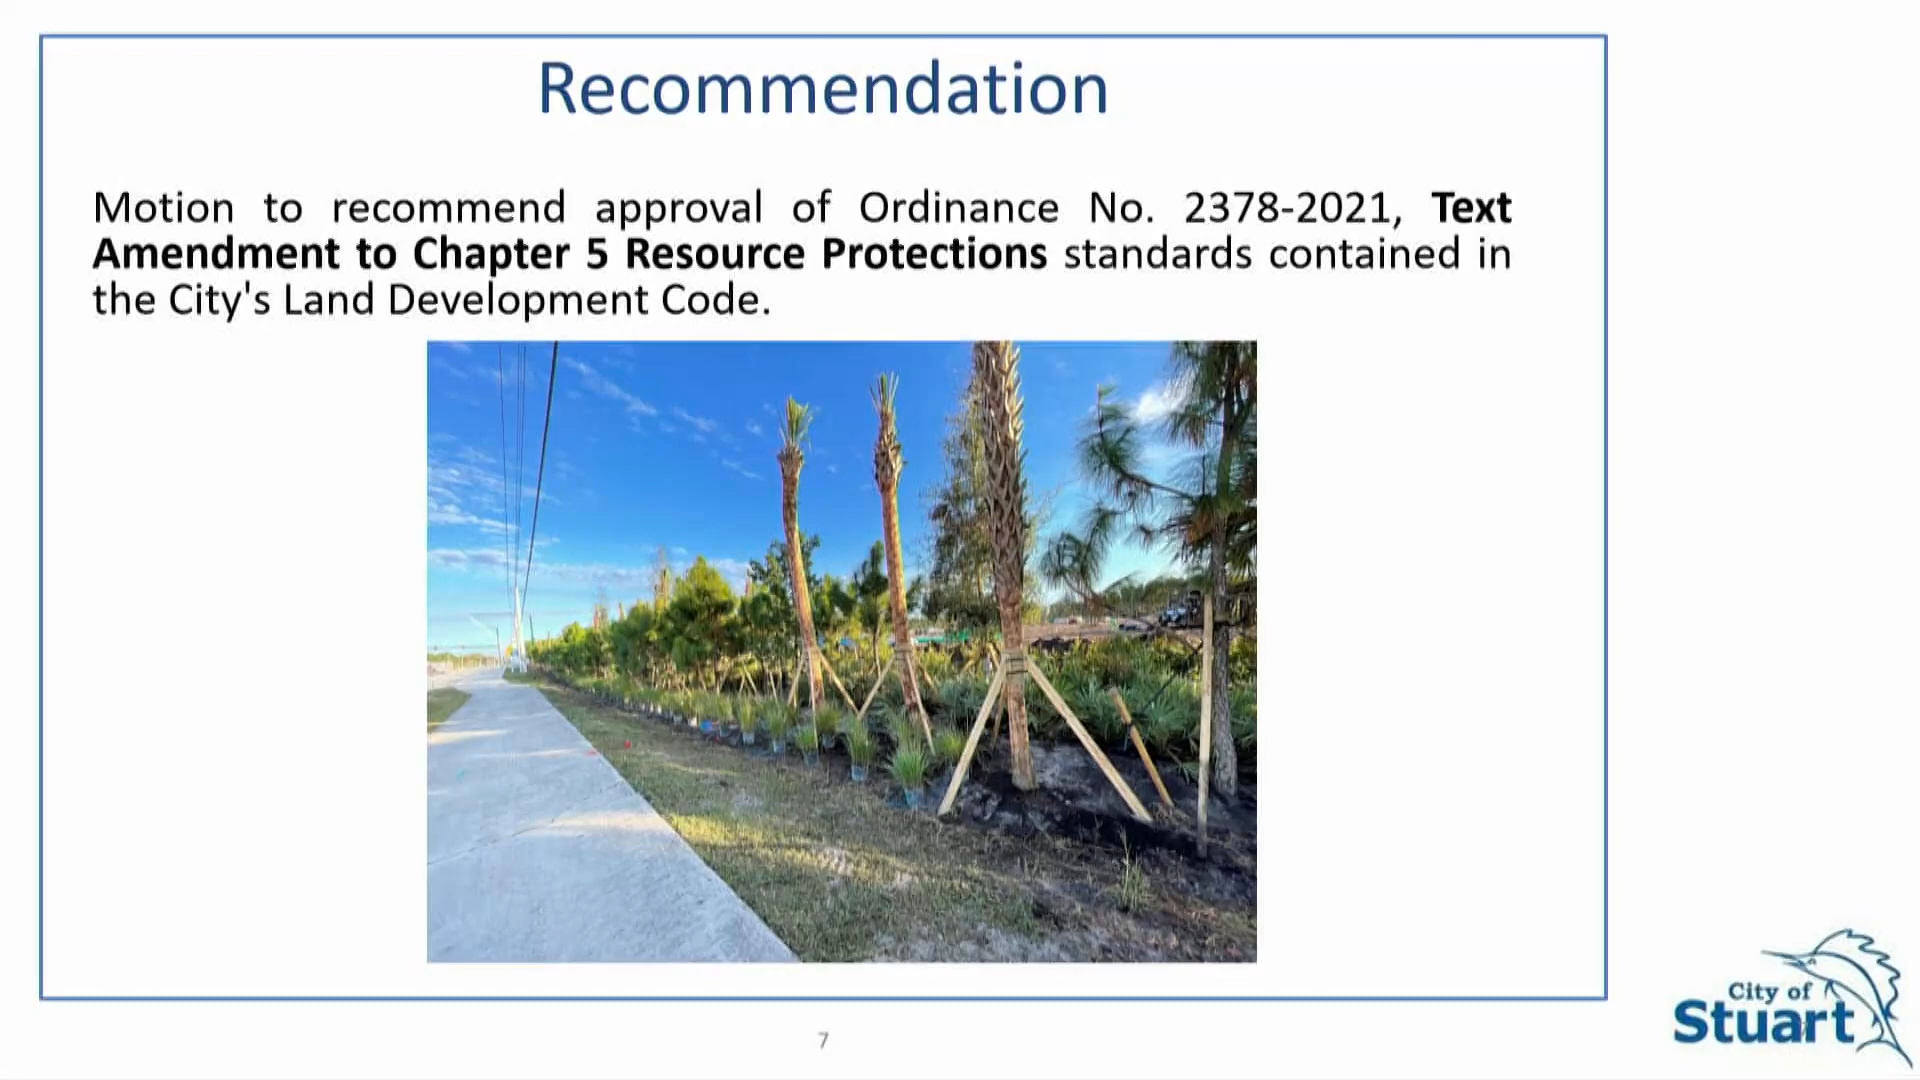 Recommendation
Motion to recommend approval of Ordinance No. 2378-2021, Text
Amendment to Chapter 5 Resource Protections standards contained in
the City's Land Development Code.
7
City of
Stuart